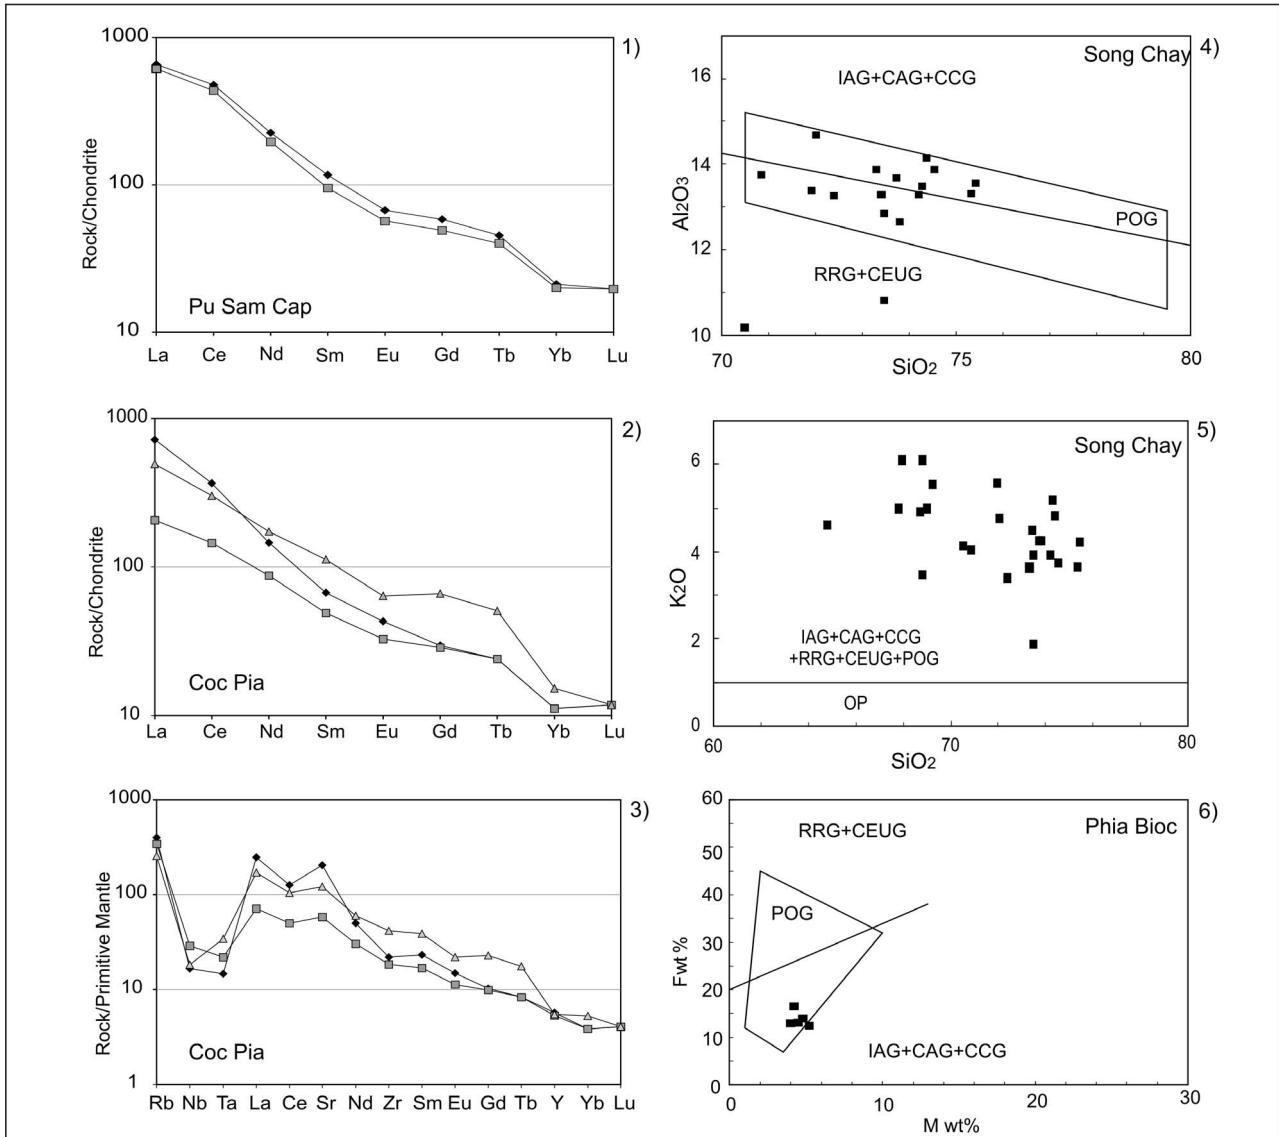 1000
1)
Rock/Chondrite
100
Pu Sam Cap
10
La Ce Nd Sm Eu Gd Tb Yb Lu
Song Chay
4)
16
IAG+CAG+CCG
Al2O3
14
POG
12
RRG+CEUG
10
70 75 80
SiO2
1000
2)
Rock/Chondrite
100
Coc Pia
10
La Ce Nd Sm Eu Gd Tb Yb Lu
Song Chay
5)
6
K2O
4
2
IAG+CAG+CCG
+RRG+CEUG+POG
OP
0
60 70 80
SiO2
1000
3)
Rock/Primitive Mantle
100
10
Coc Pia
1
Rb Nb Ta La Ce Sr Nd Zr Sm Eu Gd Tb Y Yb Lu
60
6)
RRG+CEUG
Phia Bioc
50
40
POG
Fwt %
30
20
10
IAG+CAG+CCG
0
0 10 20 30
M wt%